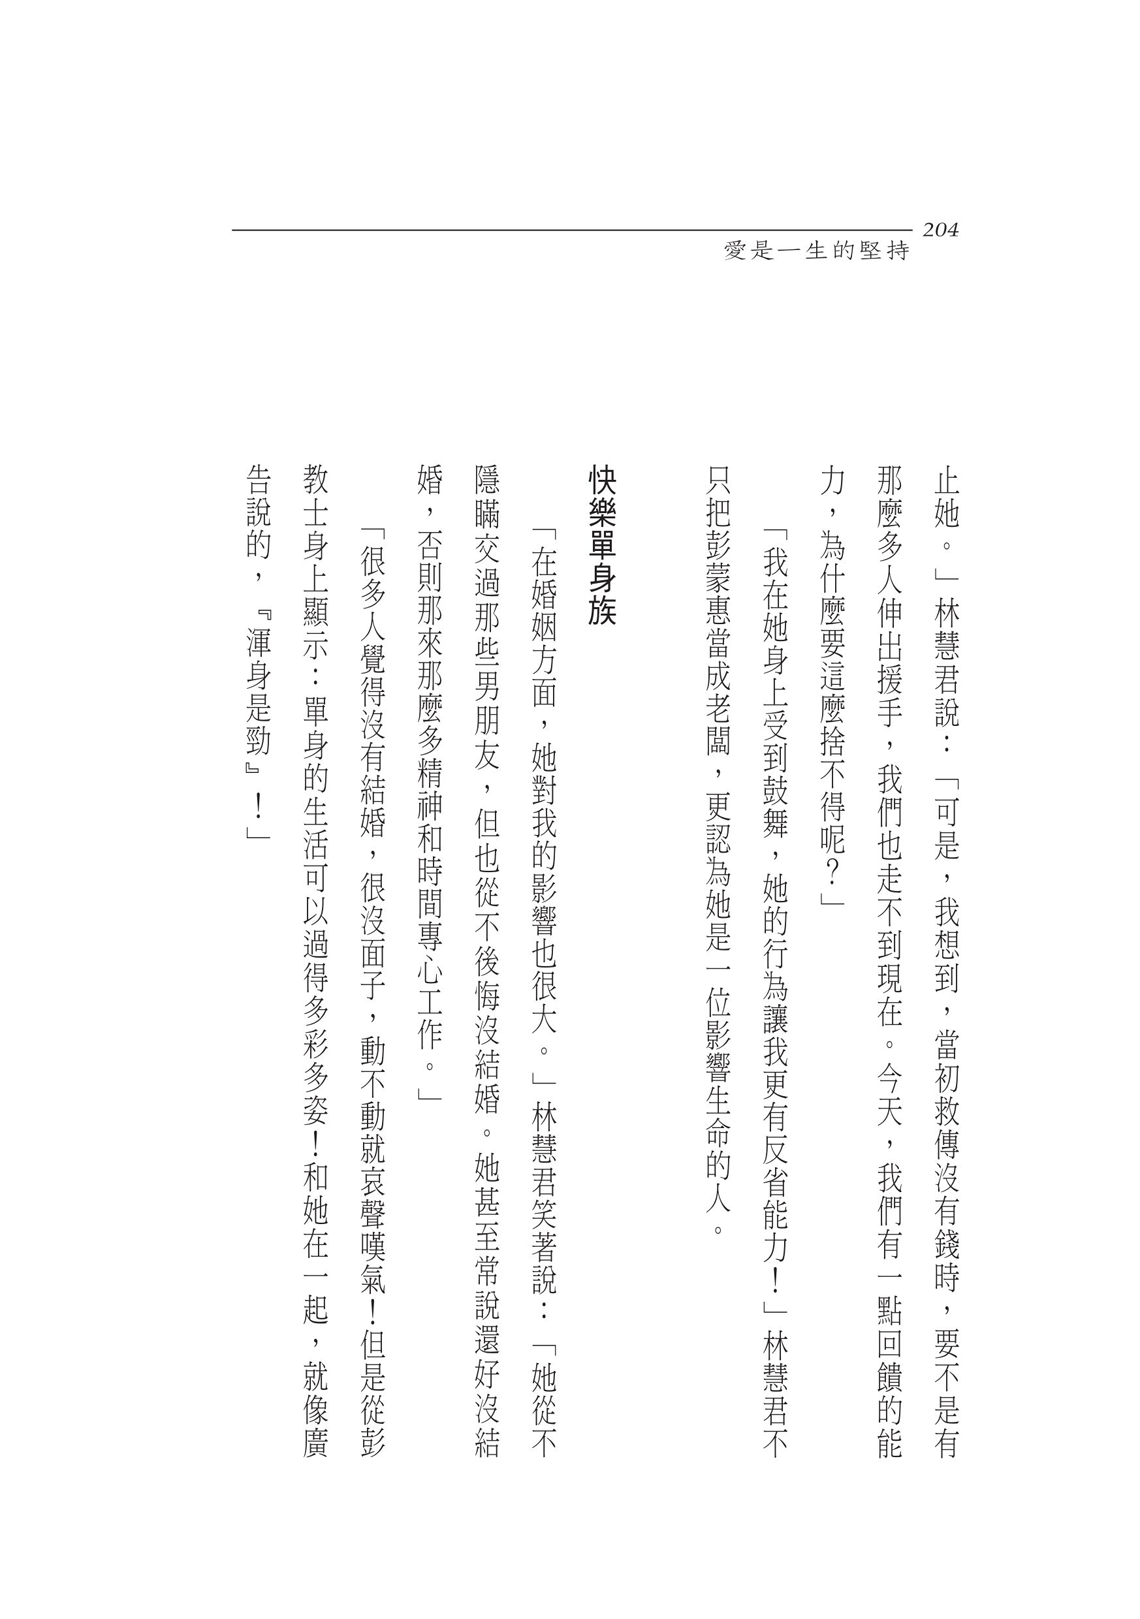 204
愛是一生的堅持
止她。」林慧君說：「可是，我想到，當初救傳沒有錢時，要不是有
那麼多人伸出援手，我們也走不到現在。今天，我們有一點回饋的能
力，為什麼要這麼捨不得呢？」
「我在她身上受到鼓舞，她的行為讓我更有反省能力！」林慧君不
只把彭蒙惠當成老闆，更認為她是一位影響生命的人。
快樂單身族
「在婚姻方面，她對我的影響也很大。」林慧君笑著說：「她從不
隱瞞交過那些男朋友，但也從不後悔沒結婚。她甚至常說還好沒結
婚，否則那來那麼多精神和時間專心工作。」
「很多人覺得沒有結婚，很沒面子，動不動就哀聲嘆氣！但是從彭
教士身上顯示：單身的生活可以過得多彩多姿！和她在一起，就像廣
告說的，『渾身是勁』！」